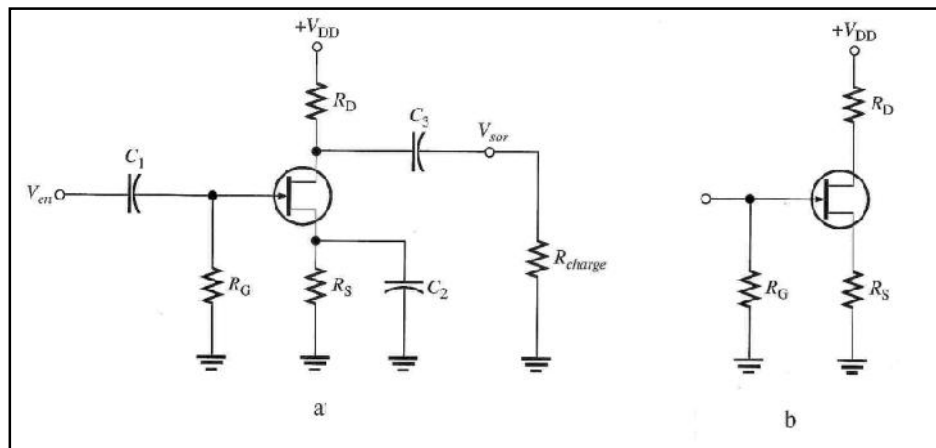 +V_DD
R_D
C_3
V_sor
C_1
V_en
R_charge
R_G
R_S
C_2
a
+V_DD
R_D
R_G
R_S
b